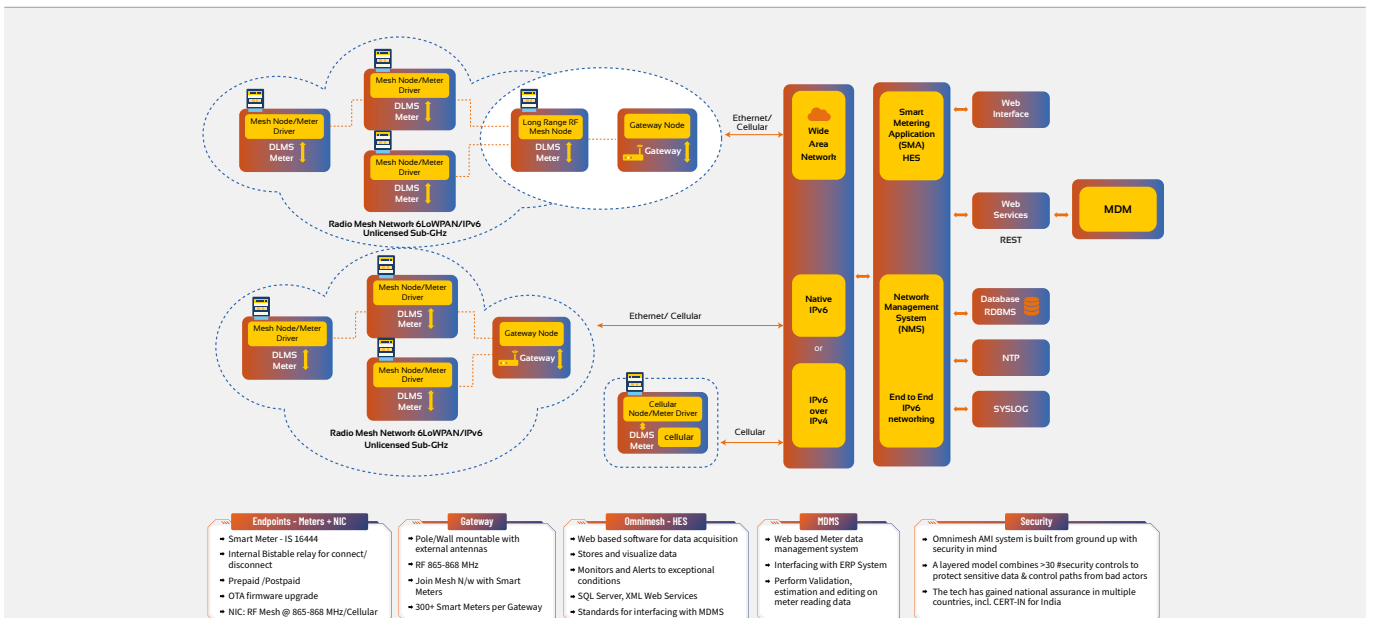 Mesh Node/Meter
Driver
DLMS
Meter
Mesh Node/Meter
Driver
DLMS
Meter
Mesh Node/Meter
Driver
DLMS
Meter
Long Range RF
Mesh Node
DLMS
Meter
Gateway Node
Gateway
Radio Mesh Network 6LoWPAN/IPv6
Unlicensed Sub-GHz
Ethernet/
Cellular
Mesh Node/Meter
Driver
DLMS
Meter
Mesh Node/Meter
Driver
DLMS
Meter
Mesh Node/Meter
Driver
DLMS
Meter
Gateway Node
Gateway
Radio Mesh Network 6LoWPAN/IPv6
Unlicensed Sub-GHz
Ethernet/ Cellular
Cellular
Node/Meter Driver
DLMS
Meter
cellular
Cellular
Wide
Area
Network
Native
IPv6
or
IPv6
over
IPv4
Smart
Metering
Application
(SMA)
HES
Network
Management
System
(NMS)
End to End
IPv6
networking
Web
Interface
Web
Services
REST
MDM
Database
RDBMS
NTP
SYSLOG
Endpoints - Meters + NIC
Smart Meter - IS 16444
Internal Bistable relay for connect/
disconnect
Prepaid /Postpaid
OTA firmware upgrade
NIC: RF Mesh @ 865-868 MHz/Cellular
Gateway
Pole/Wall mountable with
external antennas
RF 865-868 MHz
Join Mesh N/w with Smart
Meters
300+ Smart Meters per Gateway
Omnimesh - HES
Web based software for data acquisition
Stores and visualize data
Monitors and Alerts to exceptional
conditions
SQL Server, XML Web Services
Standards for interfacing with MDMS
MDMS
Web based Meter data
management system
Interfacing with ERP System
Perform Validation,
estimation and editing on
meter reading data
Security
Omnimesh AMI system is built from ground up with
security in mind
A layered model combines >30 #security controls to
protect sensitive data & control paths from bad actors
The tech has gained national assurance in multiple
countries, incl. CERT-IN for India